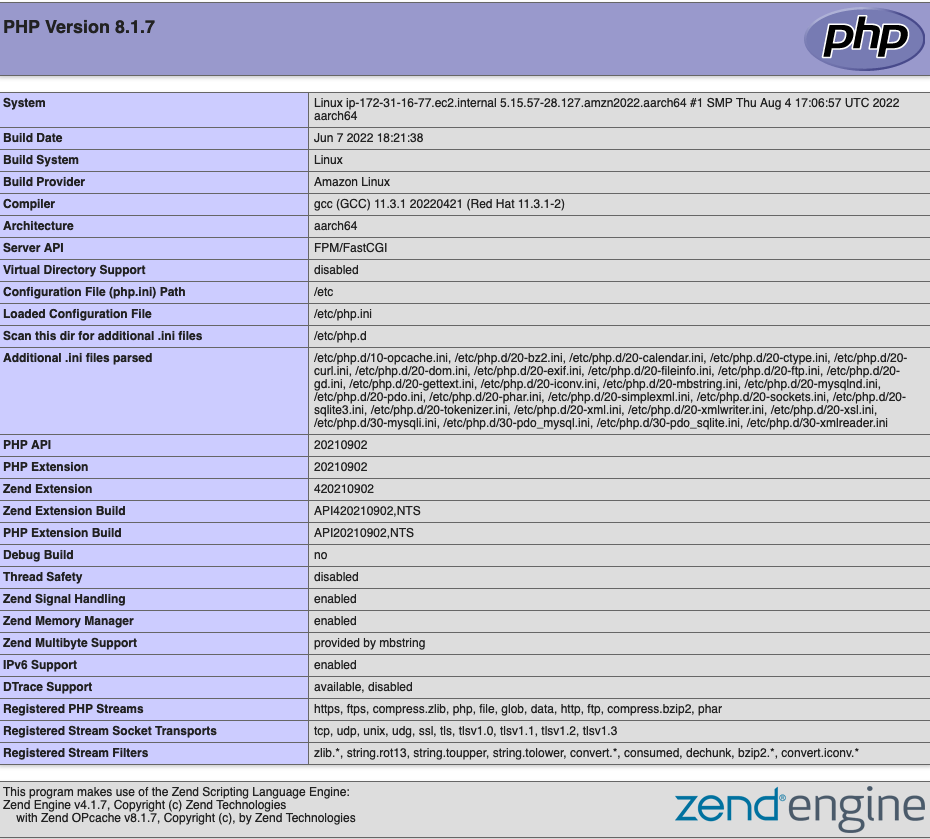 PHP Version 8.1.7
php
System Linux ip-172-31-16-77.ec2.internal 5.15.57-28.127.amzn2022.aarch64 #1 SMP Thu Aug 4 17:06:57 UTC 2022
aarch64
Build Date Jun 7 2022 18:21:38
Build System Linux
Build Provider Amazon Linux
Compiler gcc (GCC) 11.3.1 20220421 (Red Hat 11.3.1-2)
Architecture aarch64
Server API FPM/FastCGI
Virtual Directory Support disabled
Configuration File (php.ini) Path /etc
Loaded Configuration File /etc/php.ini
Scan this dir for additional .ini files /etc/php.d
Additional .ini files parsed /etc/php.d/10-opcache.ini, /etc/php.d/20-bz2.ini, /etc/php.d/20-calendar.ini, /etc/php.d/20-ctype.ini, /etc/php.d/20-
curl.ini, /etc/php.d/20-dom.ini, /etc/php.d/20-exif.ini, /etc/php.d/20-fileinfo.ini, /etc/php.d/20-ftp.ini, /etc/php.d/20-
gd.ini, /etc/php.d/20-gettext.ini, /etc/php.d/20-iconv.ini, /etc/php.d/20-mbstring.ini, /etc/php.d/20-mysqlnd.ini,
/etc/php.d/20-pdo.ini, /etc/php.d/20-phar.ini, /etc/php.d/20-simplexml.ini, /etc/php.d/20-sockets.ini, /etc/php.d/20-
sqlite3.ini, /etc/php.d/20-tokenizer.ini, /etc/php.d/20-xml.ini, /etc/php.d/20-xmlwriter.ini, /etc/php.d/20-xsl.ini,
/etc/php.d/30-mysqli.ini, /etc/php.d/30-pdo_mysql.ini, /etc/php.d/30-pdo_sqlite.ini, /etc/php.d/30-xmlreader.ini
PHP API 20210902
PHP Extension 20210902
Zend Extension 420210902
Zend Extension Build API420210902,NTS
PHP Extension Build API20210902,NTS
Debug Build no
Thread Safety disabled
Zend Signal Handling enabled
Zend Memory Manager enabled
Zend Multibyte Support provided by mbstring
IPv6 Support enabled
DTrace Support available, disabled
Registered PHP Streams https, ftps, compress.zlib, php, file, glob, data, http, ftp, compress.bzip2, phar
Registered Stream Socket Transports tcp, udp, unix, udg, ssl, tls, tlsv1.0, tlsv1.1, tlsv1.2, tlsv1.3
Registered Stream Filters zlib.*, string.rot13, string.toupper, string.tolower, convert.*, consumed, dechunk, bzip2.*, convert.iconv.*
This program makes use of the Zend Scripting Language Engine:
Zend Engine v4.1.7, Copyright (c) Zend Technologies
with Zend OPcache v8.1.7, Copyright (c), by Zend Technologies
zend® engine